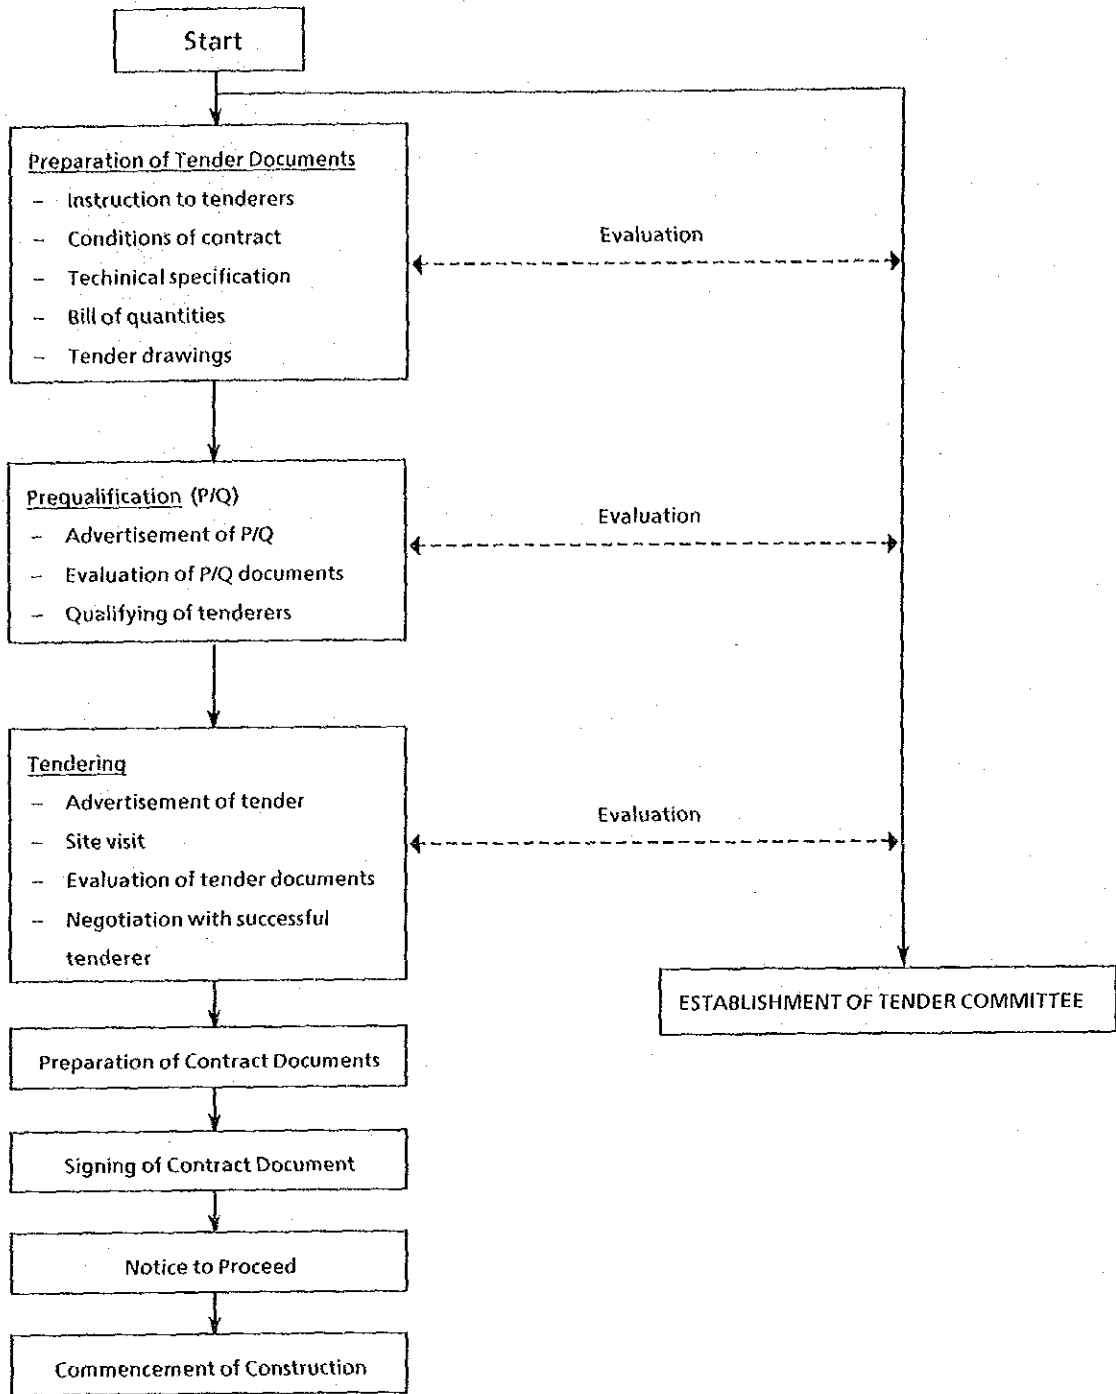 Start
Preparation of Tender Documents
– Instruction to tenderers
– Conditions of contract
– Techinical specification
– Bill of quantities
– Tender drawings
Evaluation
Prequalification (P/Q)
– Advertisement of P/Q
– Evaluation of P/Q documents
– Qualifying of tenderers
Evaluation
Tendering
– Advertisement of tender
– Site visit
– Evaluation of tender documents
– Negotiation with successful
tenderer
Evaluation
ESTABLISHMENT OF TENDER COMMITTEE
Preparation of Contract Documents
Signing of Contract Document
Notice to Proceed
Commencement of Construction